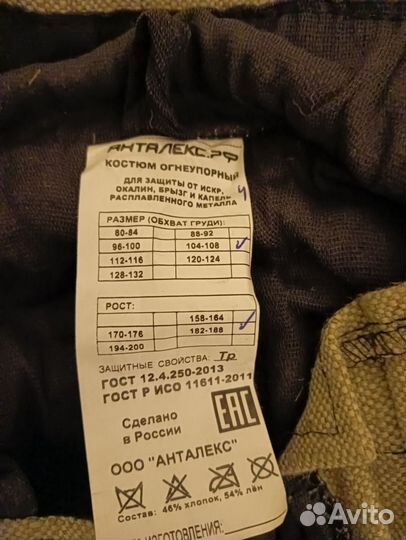 АНТАЛЕКС.РФ
КОСТЮМ ОГНЕУПОРНЫЙ
ДЛЯ ЗАЩИТЫ ОТ ИСКР,
ОКАЛИН, БРЫЗГ И КАПЕЛЬ
РАСПЛАВЛЕННОГО МЕТАЛЛА
РАЗМЕР (ОБХВАТ ГРУДИ):
80-84 88-92
96-100 104-108
112-116 120-124
128-132
РОСТ:
158-164
170-176 182-188
194-200
ЗАЩИТНЫЕ СВОЙСТВА: Тр
ГОСТ 12.4.250-2013
ГОСТ Р ИСО 11611-2011
Сделано
в России
EAC
ООО "АНТАЛЕКС"
Состав: 46% хлопок, 54% лён
ИЗГОТОВЛЕНИЯ:
Avito